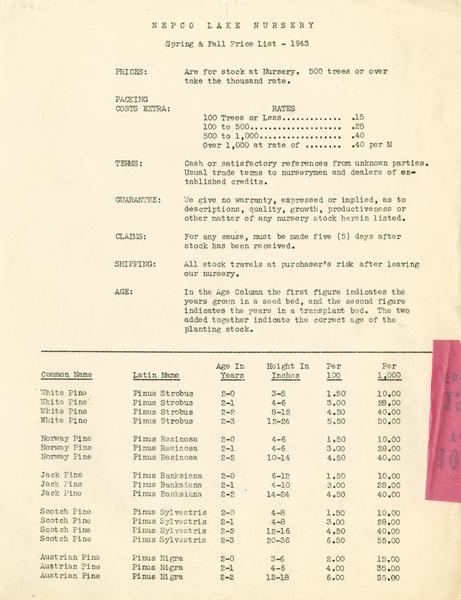 NEPCO LAKE NURSERY
Spring & Fall Price List - 1943
PRICES: Are for stock at Nursery. 500 trees or over
take the thousand rate.
PACKING
COSTS EXTRA: RATES
100 Trees or Less............. .15
100 to 500.................... .25
500 to 1,000.................. .40
Over 1,000 at rate of ........ .40 per M
TERMS: Cash or satisfactory references from unknown parties.
Usual trade terms to nurserymen and dealers of es-
tablished credits.
GUARANTEE: We give no warranty, expressed or implied, as to
descriptions, quality, growth, productiveness or
other matter of any nursery stock herein listed.
CLAIMS: For any cause, must be made five (5) days after
stock has been received.
SHIPPING: All stock travels at purchaser's risk after leaving
our nursery.
AGE: In the Age Column the first figure indicates the
years grown in a seed bed, and the second figure
indicates the years in a transplant bed. The two
added together indicate the correct age of the
planting stock.
Age In Height In Per Per
Common Name Latin Name Years Inches 100 1,000
White Pine Pinus Strobus 2-0 3-5 1.50 10.00
White Pine Pinus Strobus 2-1 4-6 3.00 28.00
White Pine Pinus Strobus 2-2 8-12 4.50 40.00
White Pine Pinus Strobus 2-3 12-24 5.50 50.00
Norway Pine Pinus Resinosa 2-0 4-6 1.50 10.00
Norway Pine Pinus Resinosa 2-1 4-6 3.00 28.00
Norway Pine Pinus Resinosa 2-2 10-14 4.50 40.00
Jack Pine Pinus Banksiana 2-0 6-12 1.50 10.00
Jack Pine Pinus Banksiana 2-1 4-10 3.00 28.00
Jack Pine Pinus Banksiana 2-2 14-24 4.50 40.00
Scotch Pine Pinus Sylvestris 2-0 4-8 1.50 10.00
Scotch Pine Pinus Sylvestris 2-1 4-8 3.00 28.00
Scotch Pine Pinus Sylvestris 2-2 12-16 4.50 40.00
Scotch Pine Pinus Sylvestris 2-3 20-36 6.50 55.00
Austrian Pine Pinus Nigra 2-0 3-6 2.00 15.00
Austrian Pine Pinus Nigra 2-1 4-6 4.00 35.00
Austrian Pine Pinus Nigra 2-2 12-18 6.00 55.00